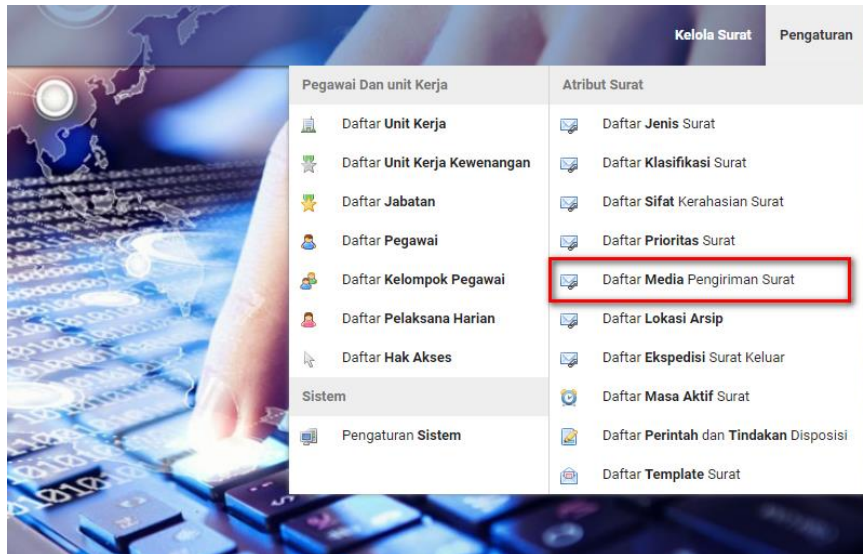 Kelola Surat
Pengaturan
Pegawai Dan unit Kerja
Daftar Unit Kerja
Daftar Unit Kerja Kewenangan
Daftar Jabatan
Daftar Pegawai
Daftar Kelompok Pegawai
Daftar Pelaksana Harian
Daftar Hak Akses
Sistem
Pengaturan Sistem
Atribut Surat
Daftar Jenis Surat
Daftar Klasifikasi Surat
Daftar Sifat Kerahasian Surat
Daftar Prioritas Surat
Daftar Media Pengiriman Surat
Daftar Lokasi Arsip
Daftar Ekspedisi Surat Keluar
Daftar Masa Aktif Surat
Daftar Perintah dan Tindakan Disposisi
Daftar Template Surat